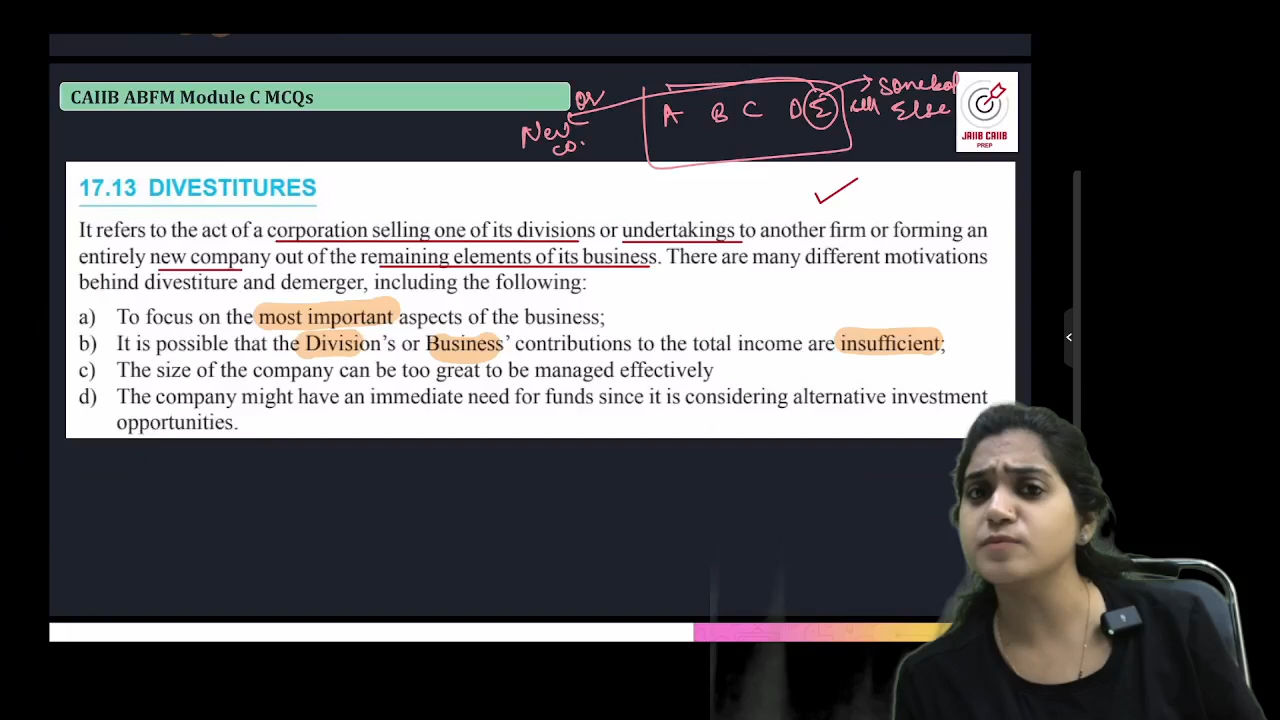 CAIIB ABFM Module C MCQs
or
New
co.
A B C D E
sell
Else
JAIIB CAIIB
PREP
17.13 DIVESTITURES
It refers to the act of a corporation selling one of its divisions or undertakings to another firm or forming an
entirely new company out of the remaining elements of its business. There are many different motivations
behind divestiture and demerger, including the following:
a) To focus on the most important aspects of the business;
b) It is possible that the Division's or Business' contributions to the total income are insufficient;
c) The size of the company can be too great to be managed effectively
d) The company might have an immediate need for funds since it is considering alternative investment
opportunities.
<